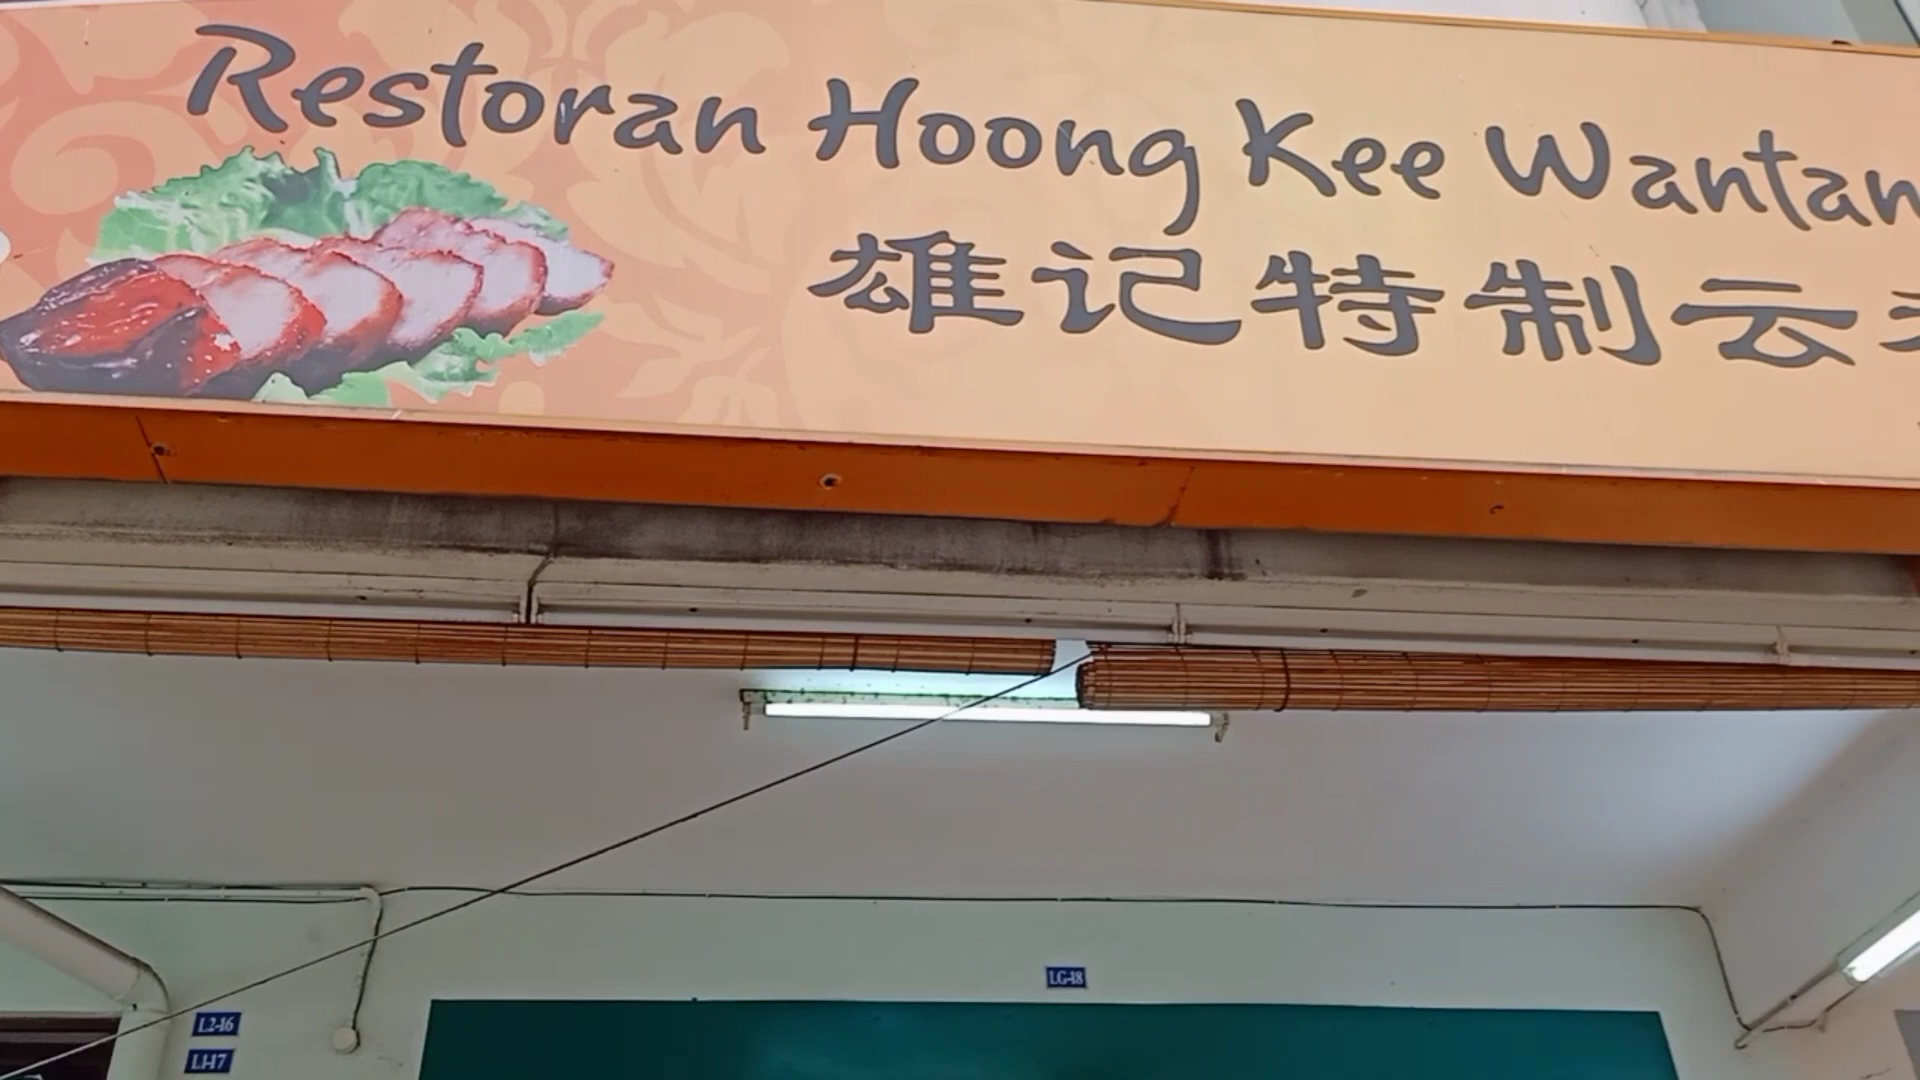 Restoran Hoong Kee Wantan
雄记特制云
LG-18
L2-16
L1-17